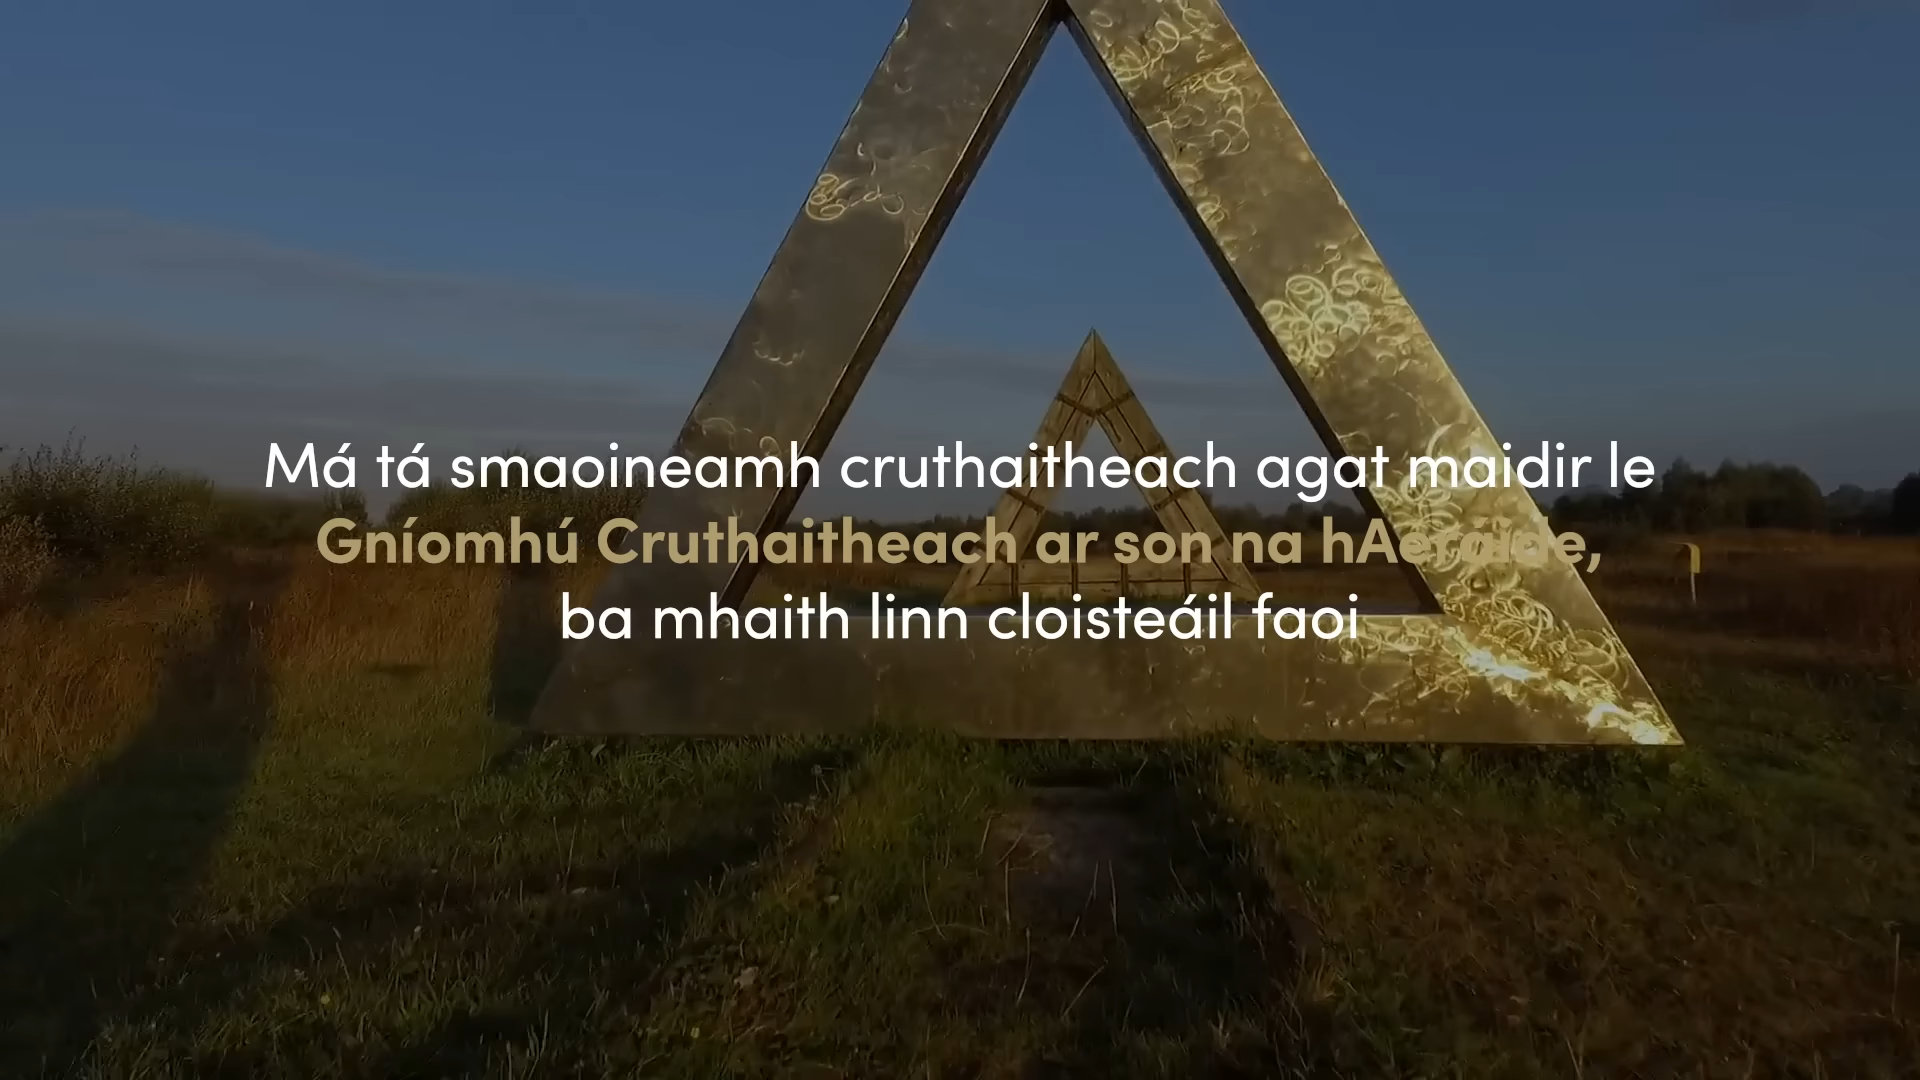 Má tá smaoineamh cruthaitheach agat maidir le
Gníomhú Cruthaitheach ar son na hAeráide,
ba mhaith linn cloisteáil faoi